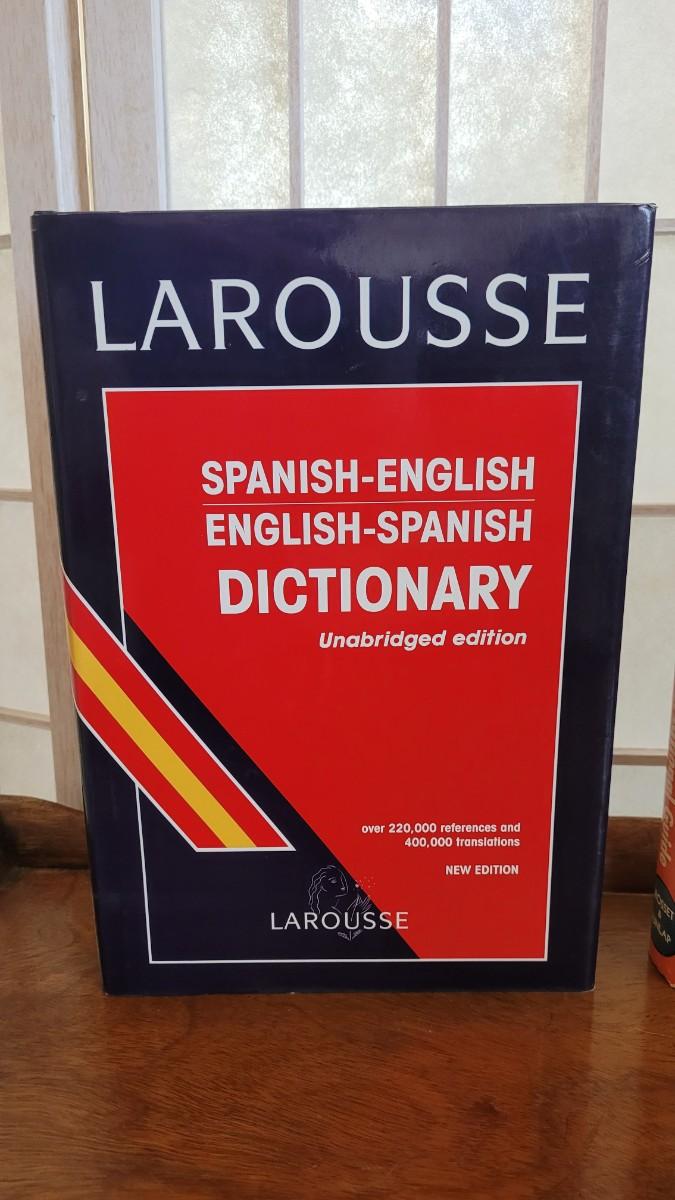 LAROUSSE
SPANISH-ENGLISH
ENGLISH-SPANISH
DICTIONARY
Unabridged edition
over 220,000 references and
400,000 translations
NEW EDITION
LAROUSSE
Guide